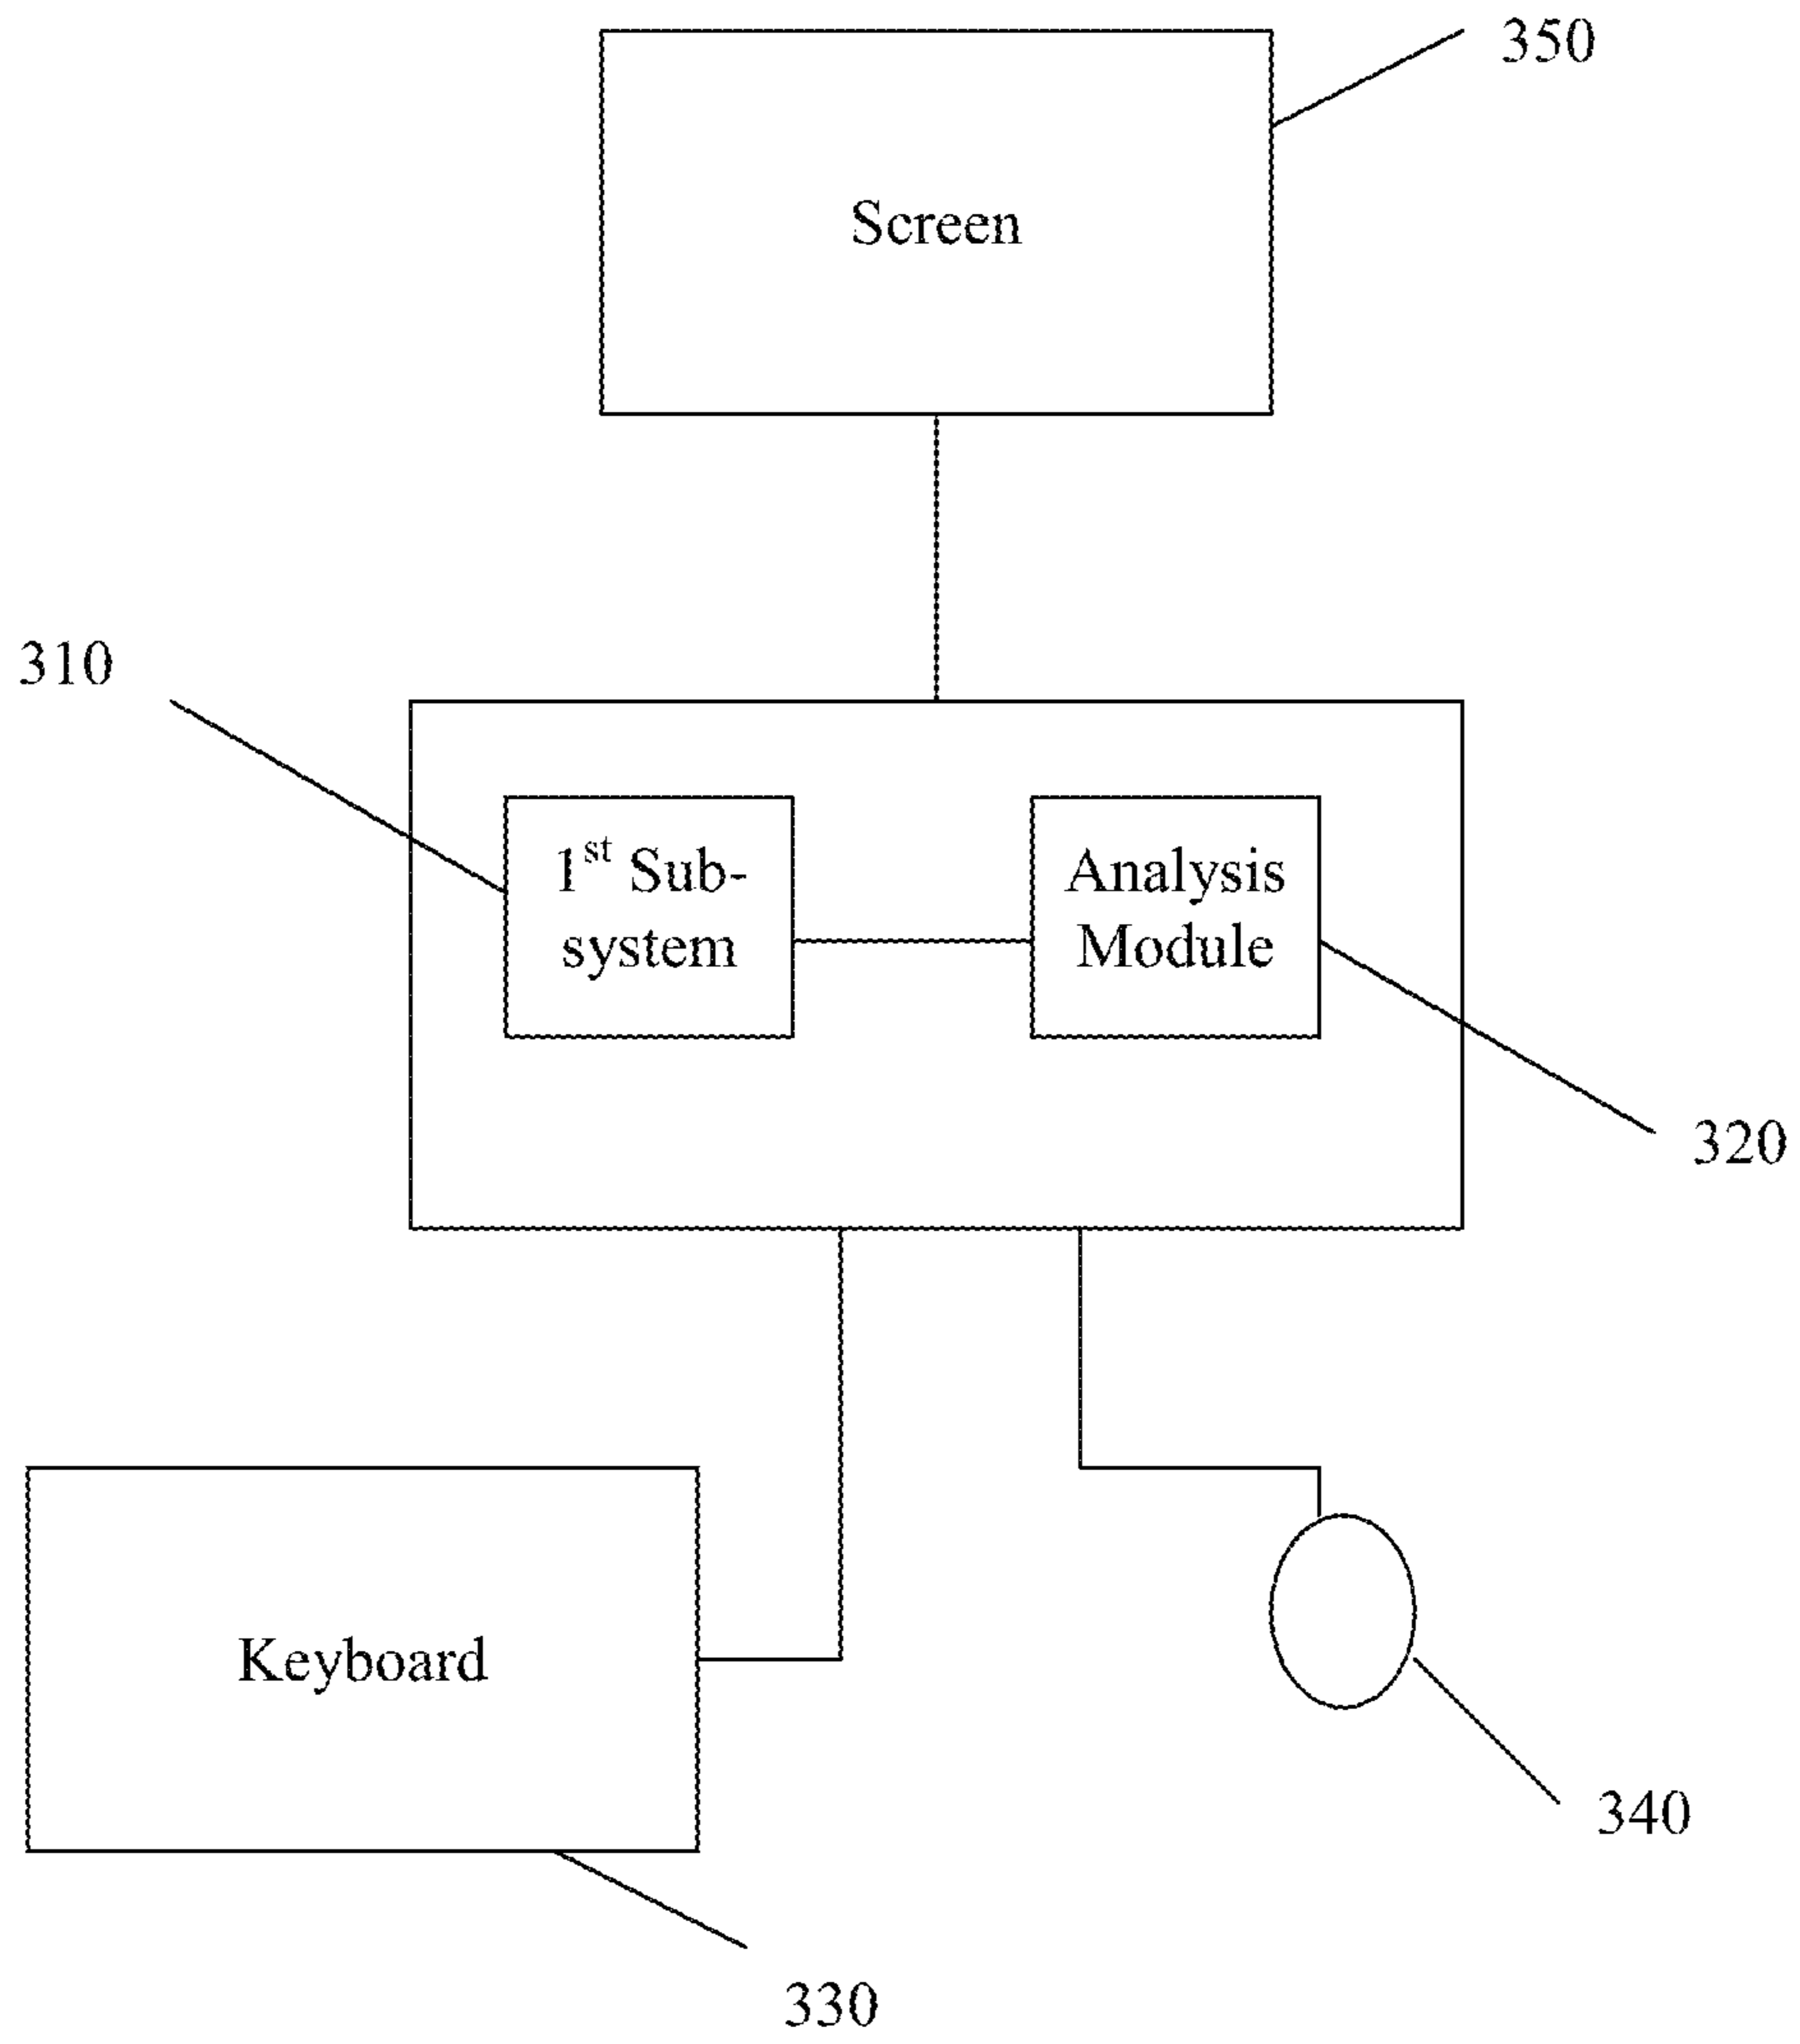 350
Screen
310
1st Sub-
system
Analysis
Module
320
Keyboard
340
330